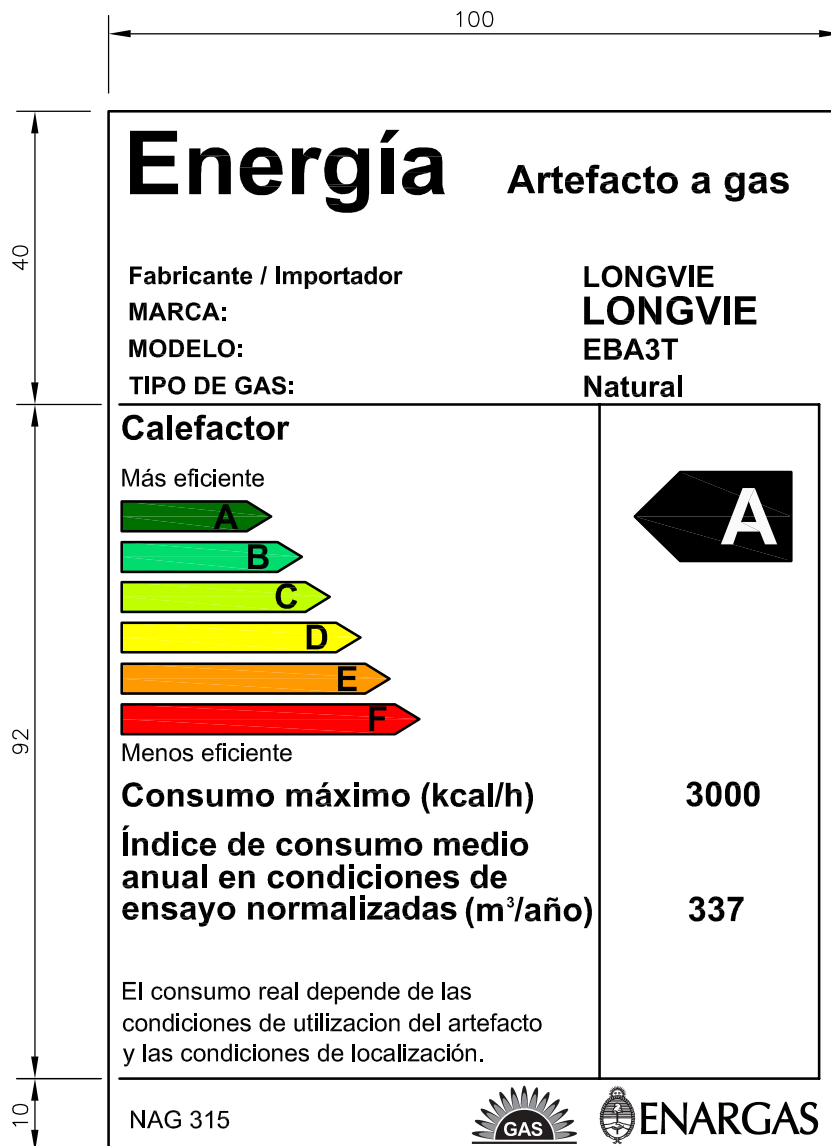 100
Energía Artefacto a gas
40
Fabricante / Importador LONGVIE
MARCA: LONGVIE
MODELO: EBA3T
TIPO DE GAS: Natural
Calefactor
Más eficiente
A A
B
C
D
E
F
92
Menos eficiente
Consumo máximo (kcal/h) 3000
Índice de consumo medio
anual en condiciones de
ensayo normalizadas (m³/año) 337
El consumo real depende de las
condiciones de utilizacion del artefacto
y las condiciones de localización.
10
NAG 315 GAS ENARGAS